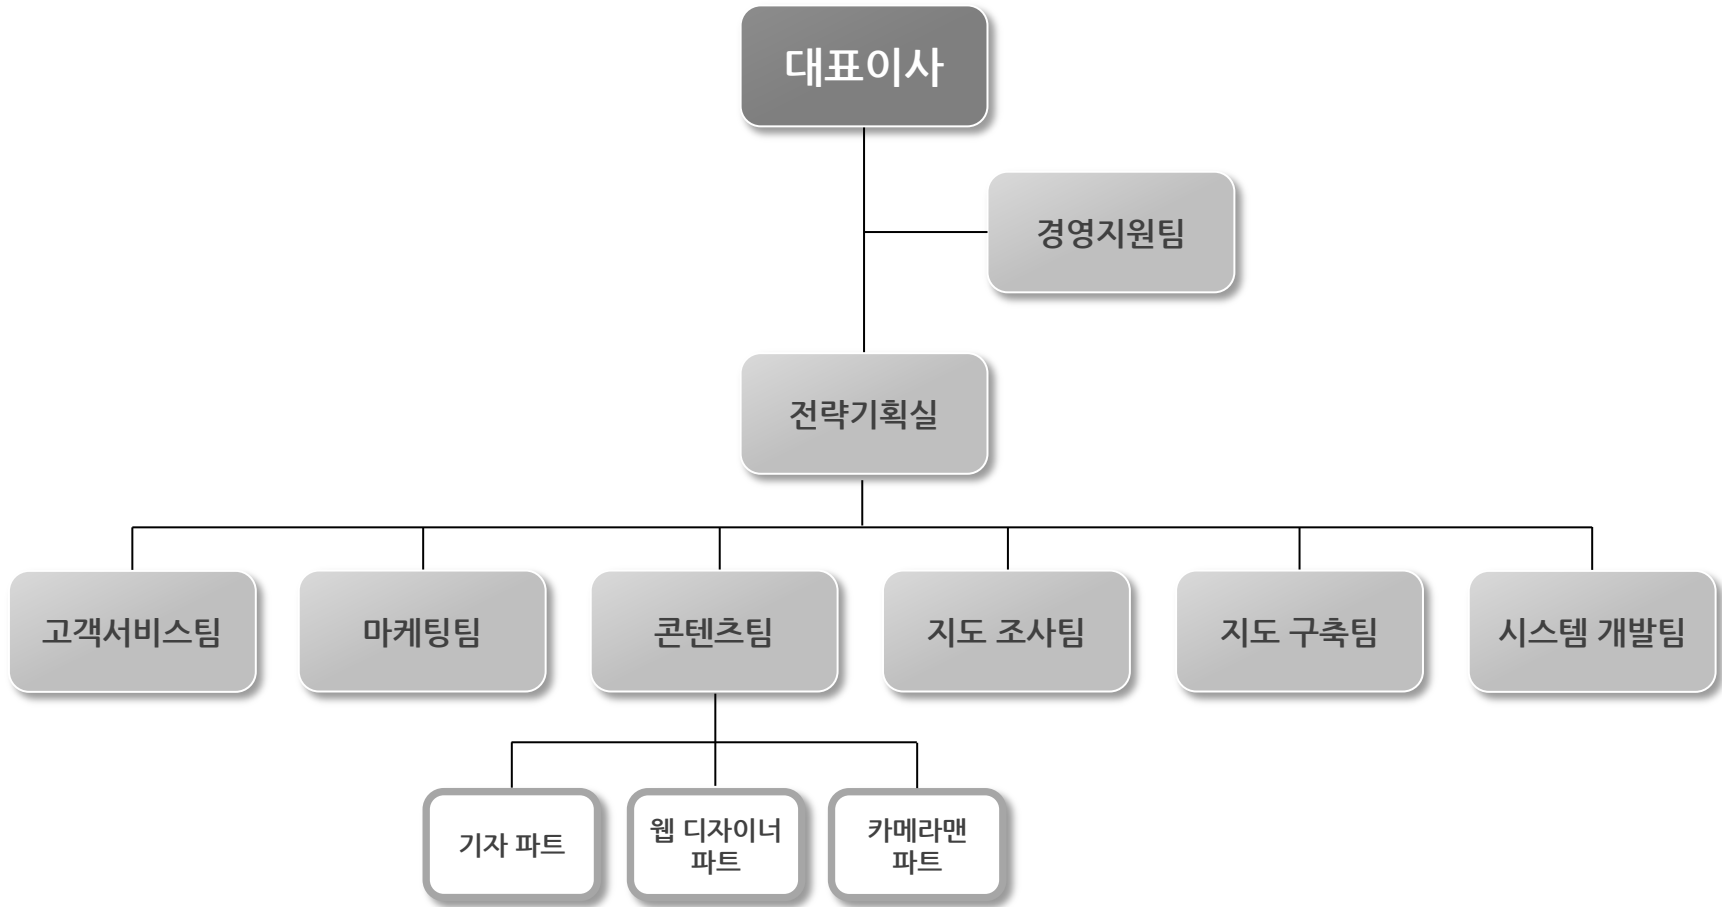 대표이사
경영지원팀
전략기획실
고객서비스팀
마케팅팀
콘텐츠팀
지도 조사팀
지도 구축팀
시스템 개발팀
기자 파트
웹 디자이너
파트
카메라맨
파트